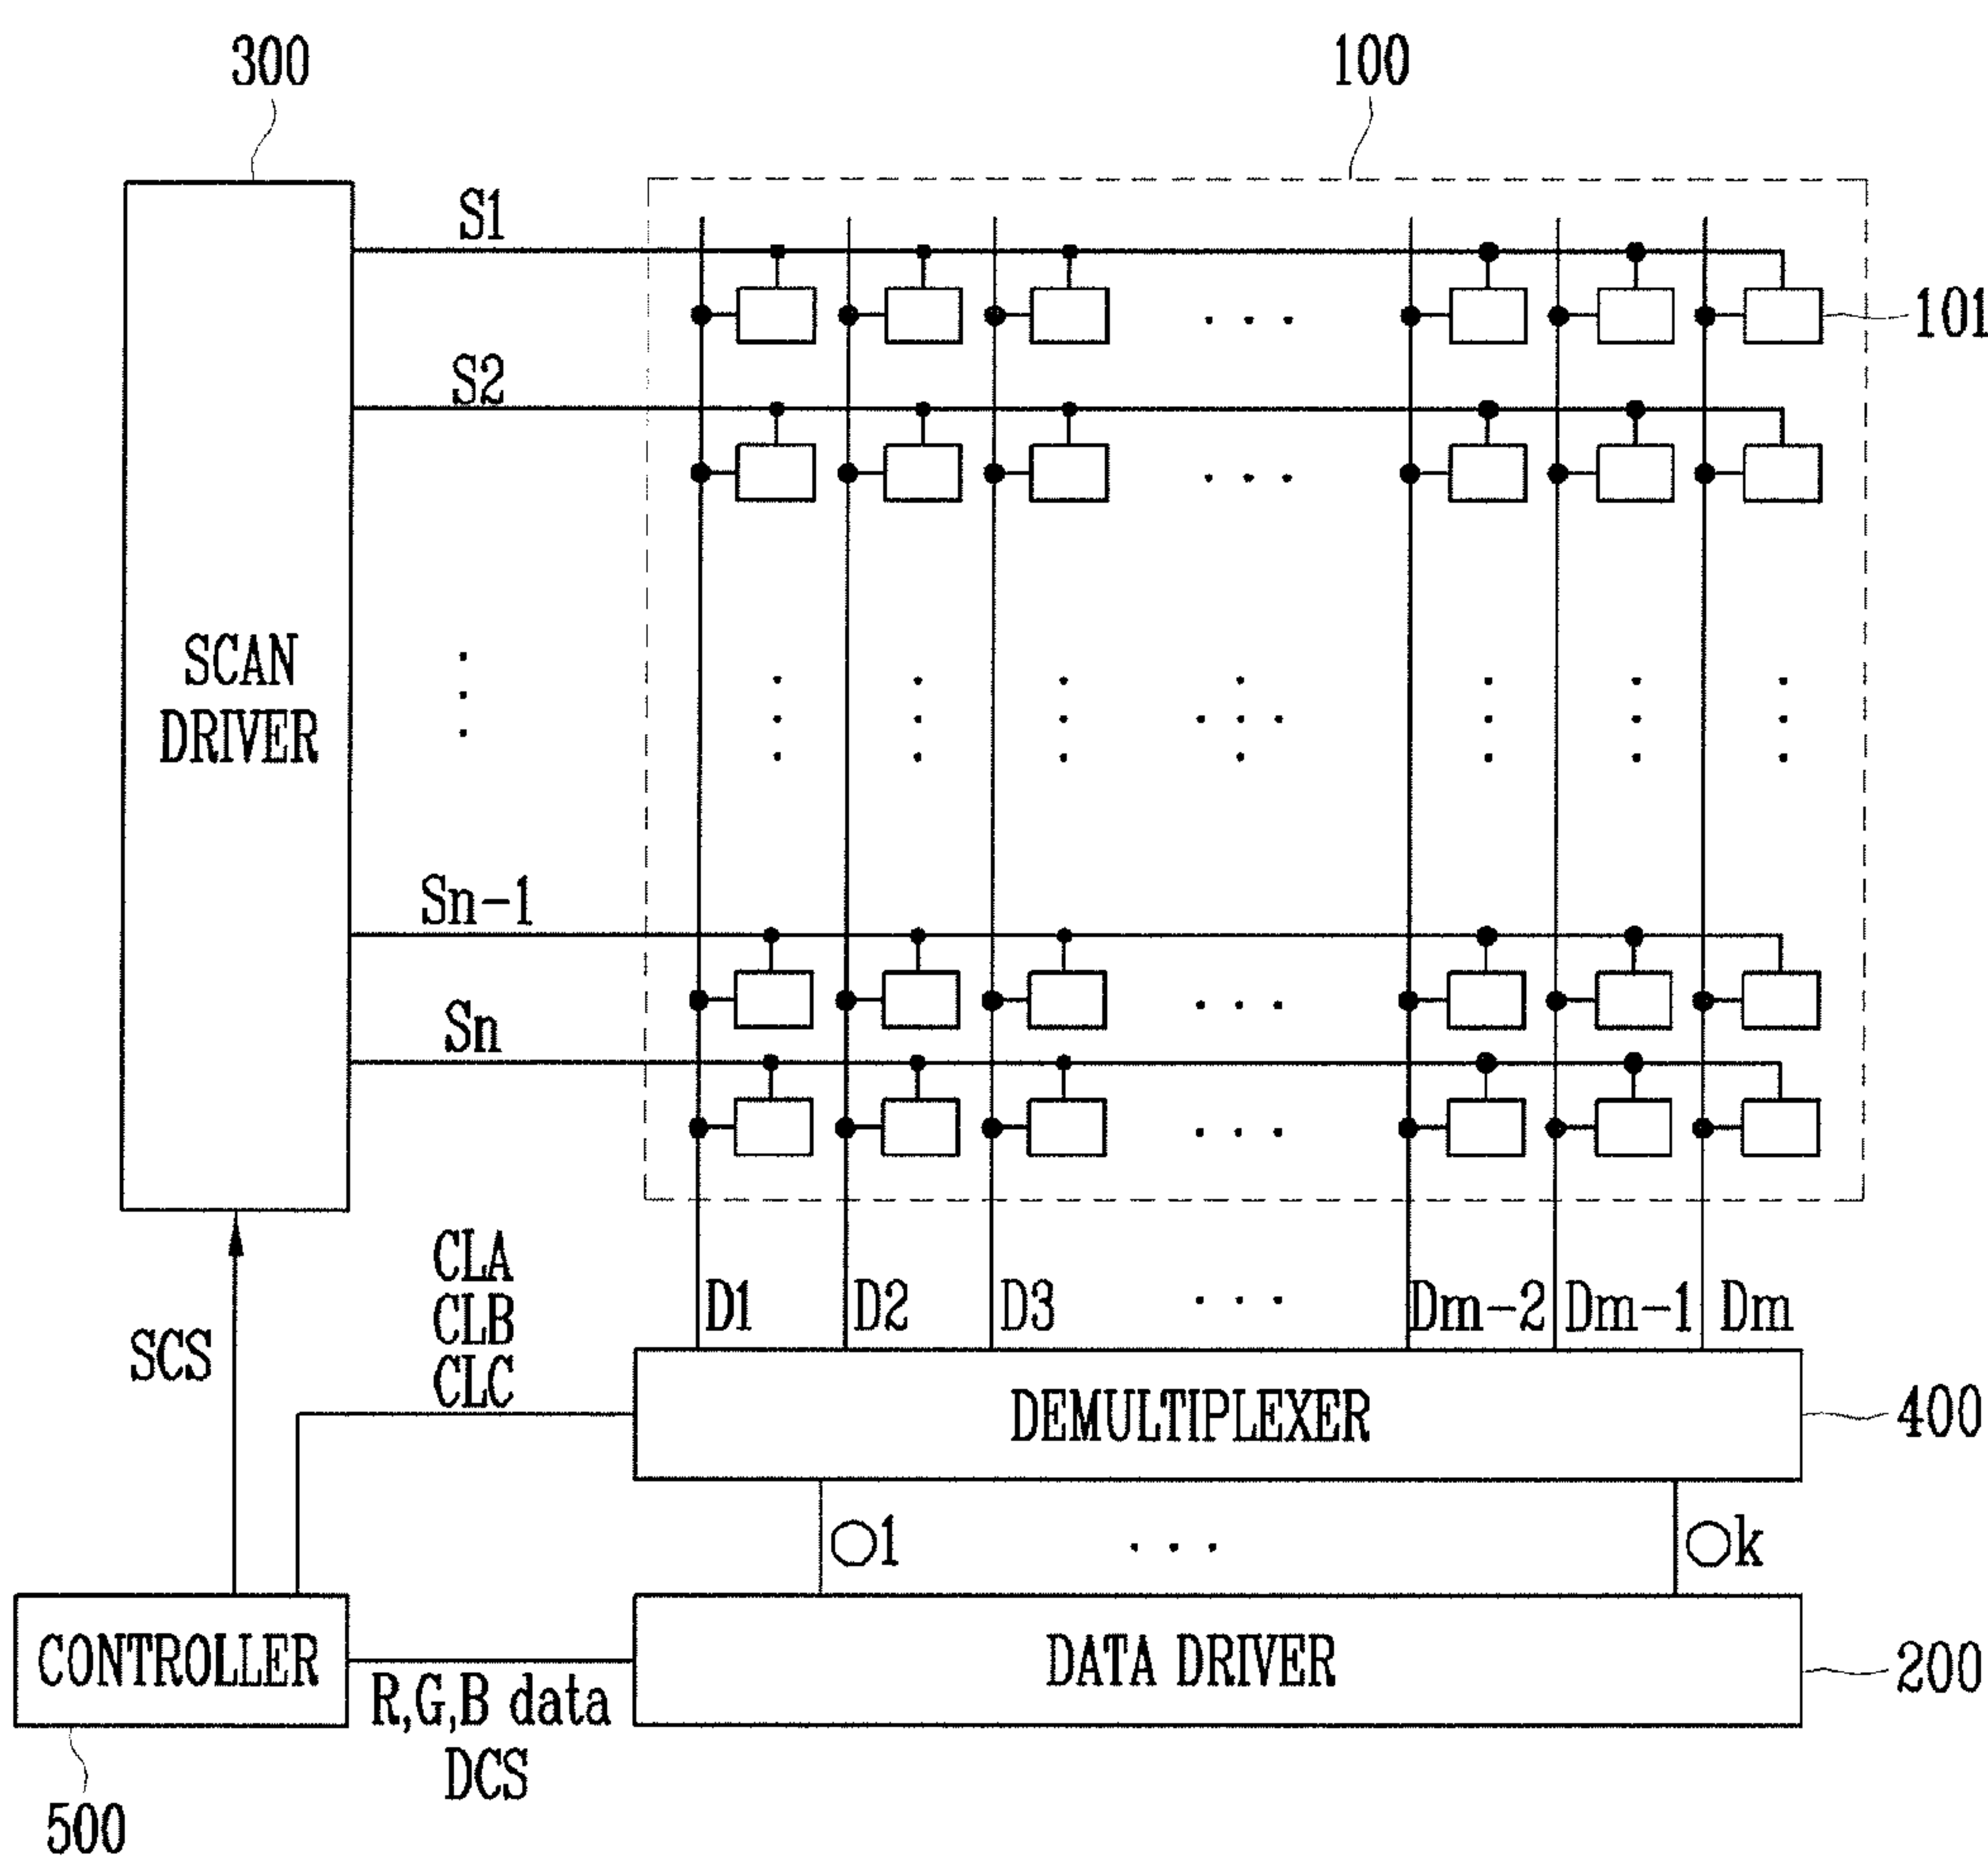 300
100
S1
101
S2
SCAN
DRIVER
Sn-1
Sn
CLA
CLB
CLC
SCS
D1 D2 D3 ... Dm-2 Dm-1 Dm
DEMULTIPLEXER
400
O1 ... Ok
CONTROLLER
DATA DRIVER
200
R,G,B data
DCS
500